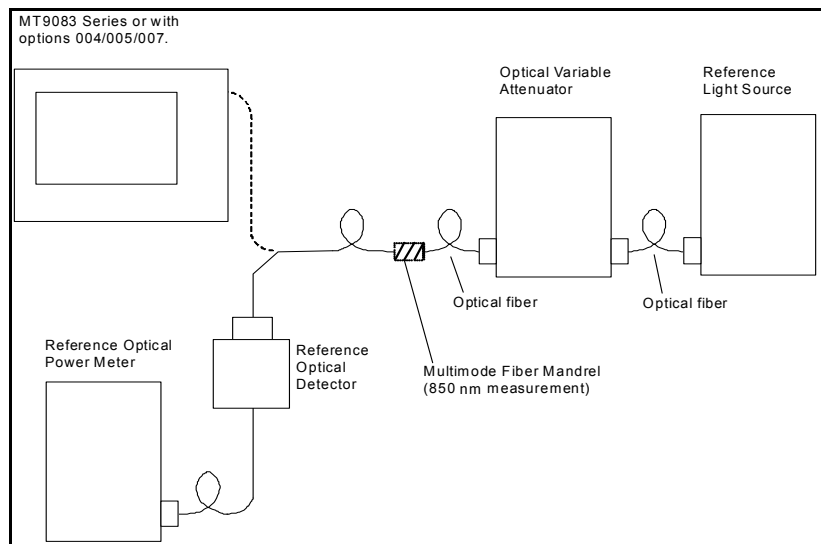 MT9083 Series or with
options 004/005/007.
Optical Variable
Attenuator
Reference
Light Source
Optical fiber
Optical fiber
Reference Optical
Power Meter
Reference
Optical
Detector
Multimode Fiber Mandrel
(850 nm measurement)